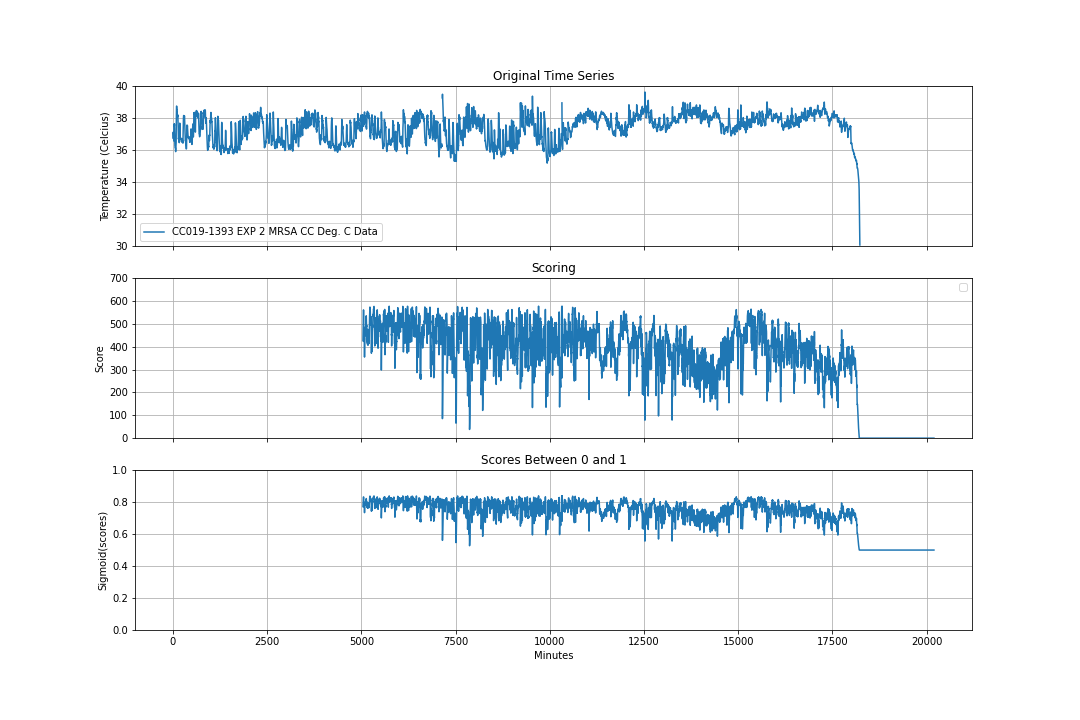 Original Time Series
40
38
36
34
32
30
Temperature (Celcius)
CC019-1393 EXP 2 MRSA CC Deg. C Data
Scoring
700
600
500
400
300
200
100
0
Score
Scores Between 0 and 1
1.0
0.8
0.6
0.4
0.2
0.0
Sigmoid(scores)
0 2500 5000 7500 10000 12500 15000 17500 20000
Minutes